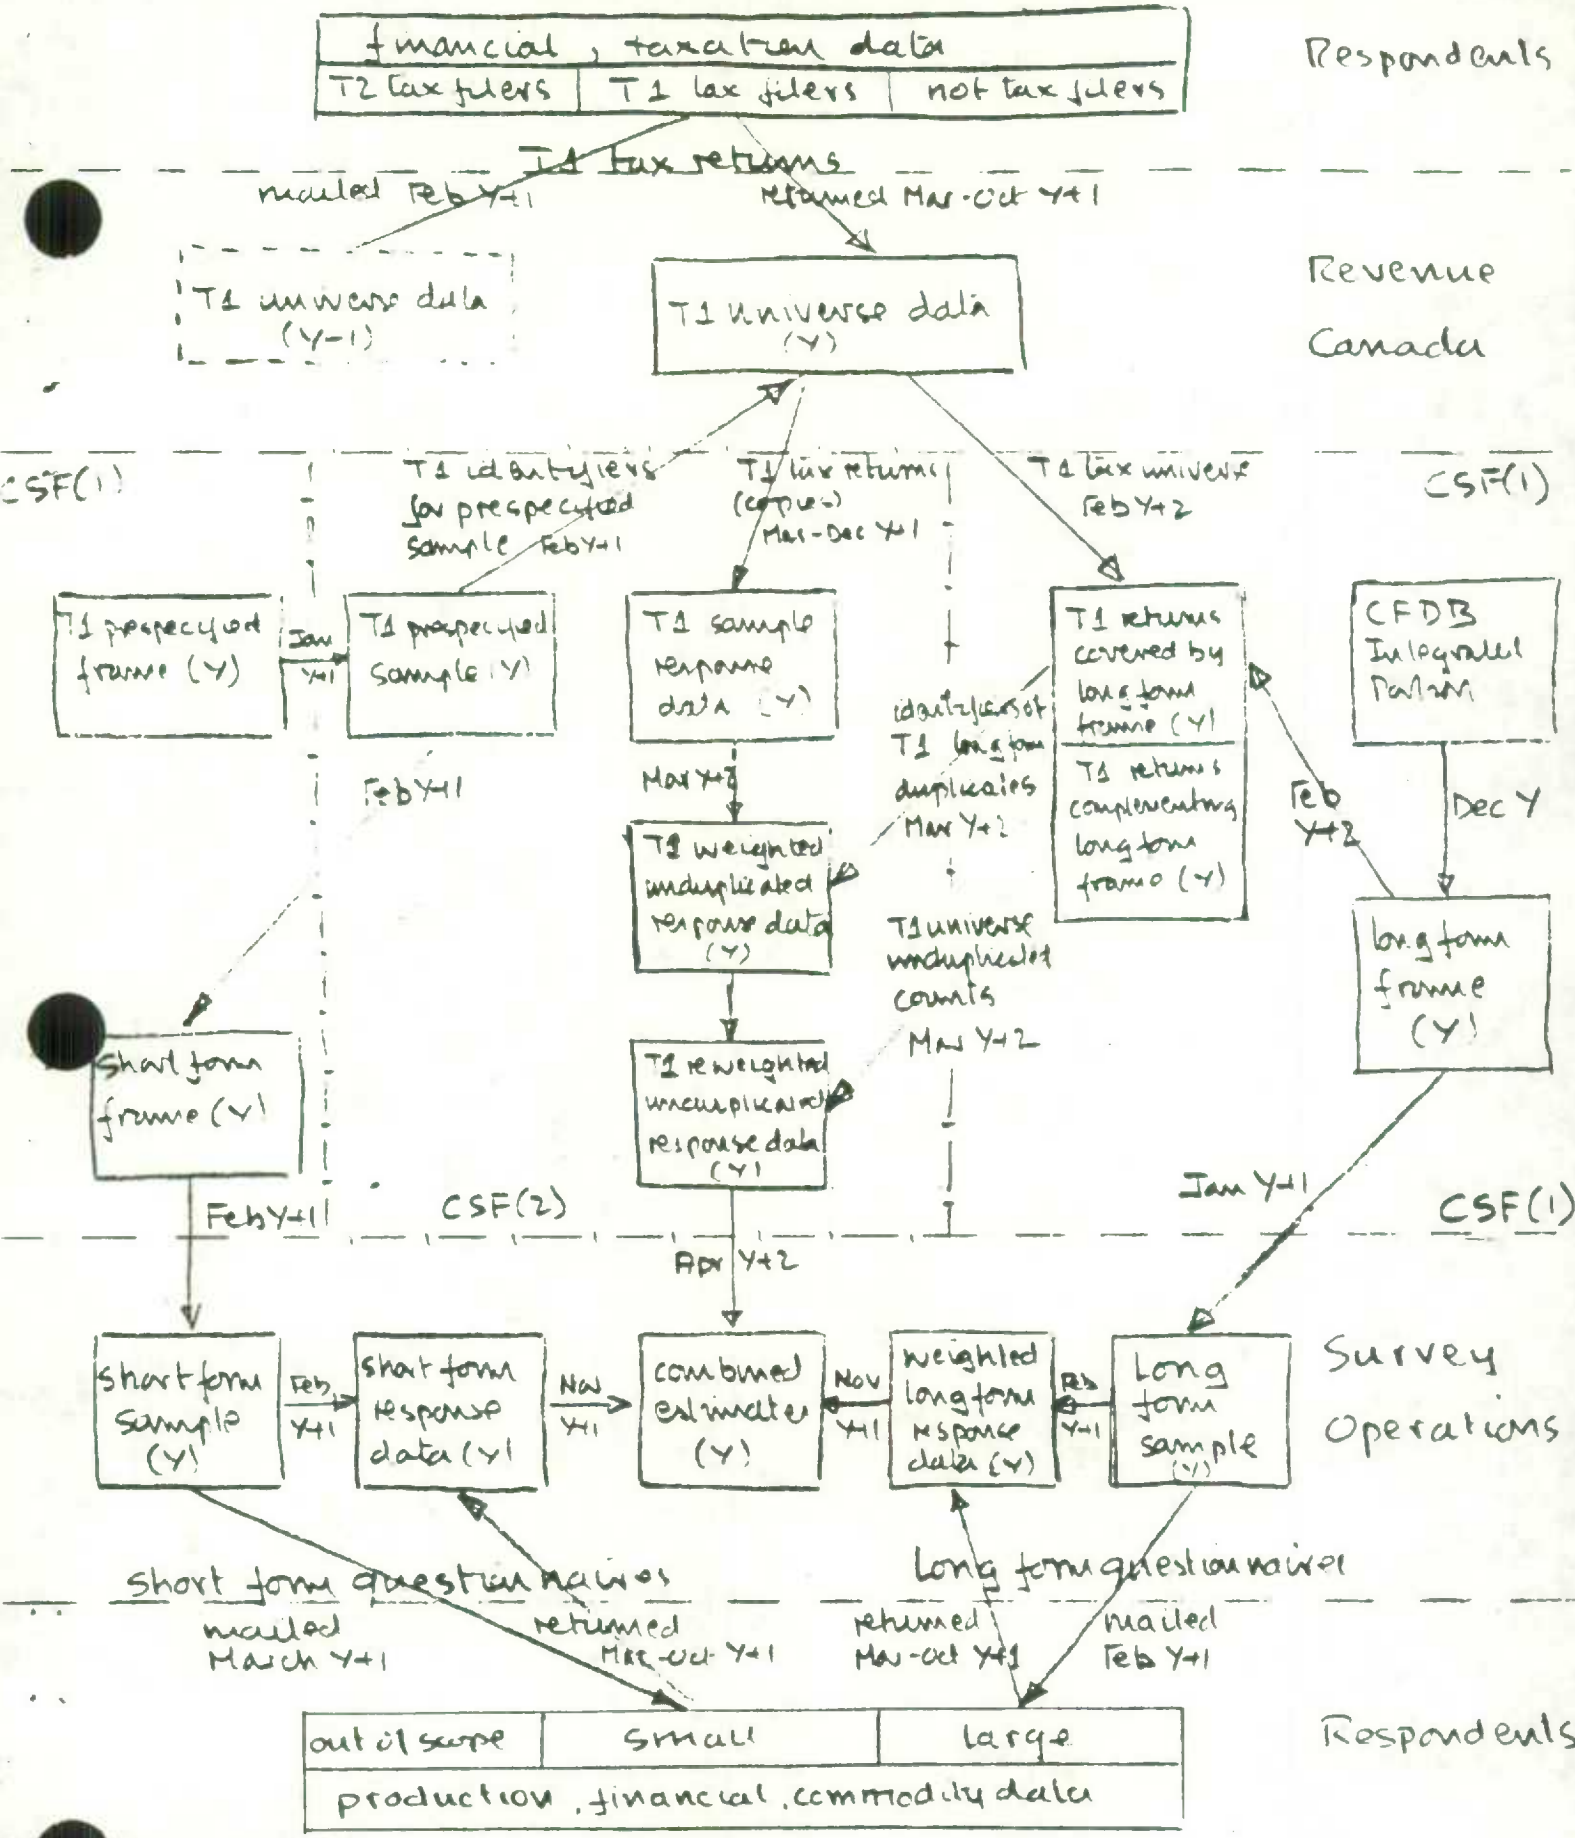 financial, taxation data
T2 tax filers
T1 tax filers
not tax filers
Respondents
T1 tax returns
mailed Feb Y+1
returned Mar-Oct Y+1
T1 universe data
(Y-1)
T1 universe data
(Y)
Revenue
Canada
CSF(1)
T1 identifiers
for prespecified
sample Feb Y+1
T1 tax returns
(copies)
Mar-Dec Y+1
T1 tax universe
Feb Y+2
CSF(1)
T1 prespecified
frame (Y)
Jan
Y+1
T1 prespecified
sample (Y)
T1 sample
response
data (Y)
T1 returns
covered by
long form
frame (Y)
T1 returns
complementing
long form
frame (Y)
CFDB
Integrated
identifiers of
T1 long form
duplicates
Mar Y+2
Feb Y+1
Mar Y+2
Feb
Y+2
Dec Y
T1 weighted
unduplicated
response data
(Y)
T1 universe
unduplicated
counts
Mar Y+2
long form
frame
(Y)
Short form
frame (Y)
T1 reweighted
unduplicated
response data
(Y)
Feb Y+1
CSF(2)
Jan Y+1
CSF(1)
Apr Y+2
short form
sample
(Y)
Feb
Y+1
short form
response
data (Y)
Nov
Y+1
combined
estimates
(Y)
Nov
Y+1
weighted
long form
response
data (Y)
Feb
Y+1
Long
form
sample
(Y)
Survey
Operations
Short form questionnaires
Long form questionnaires
mailed
March Y+1
returned
Mar-Oct Y+1
returned
Mar-Oct Y+1
mailed
Feb Y+1
out of scope
small
large
Respondents
production, financial, commodity data